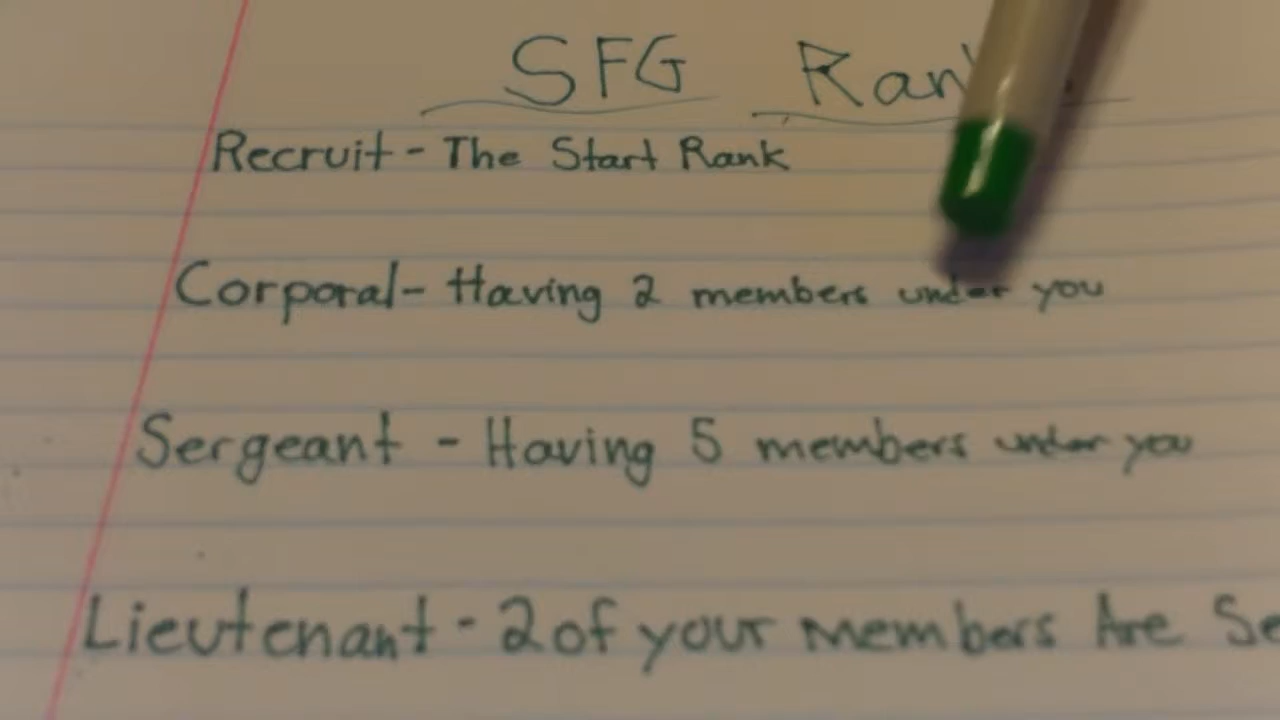 SFG Ran
Recruit - The Start Rank
Corporal - Having 2 members under you
Sergeant - Having 5 members under you
Lieutenant - 2 of your members Are Se